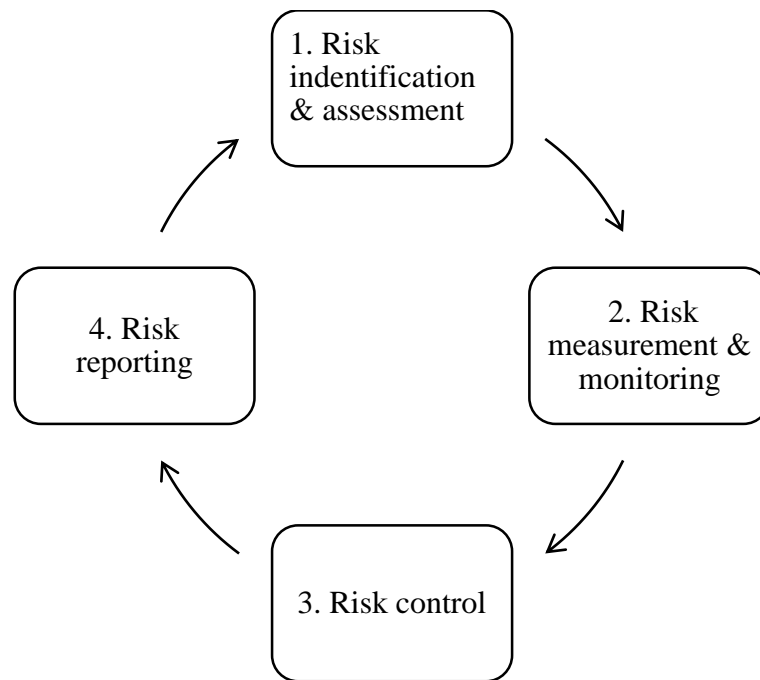 1. Risk
indentification
& assessment
2. Risk
measurement &
monitoring
3. Risk control
4. Risk
reporting